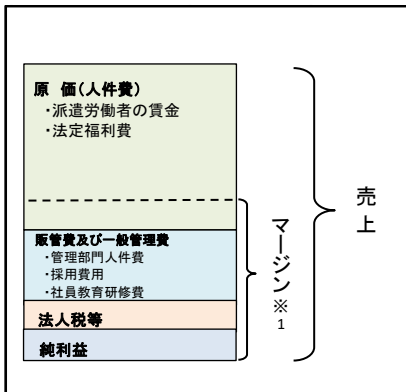 原　価（人件費）
・派遣労働者の賃金
・法定福利費
販管費及び一般管理費
・管理部門人件費
・採用費用
・社員教育研修費
法人税等
純利益
マージン※1
売上